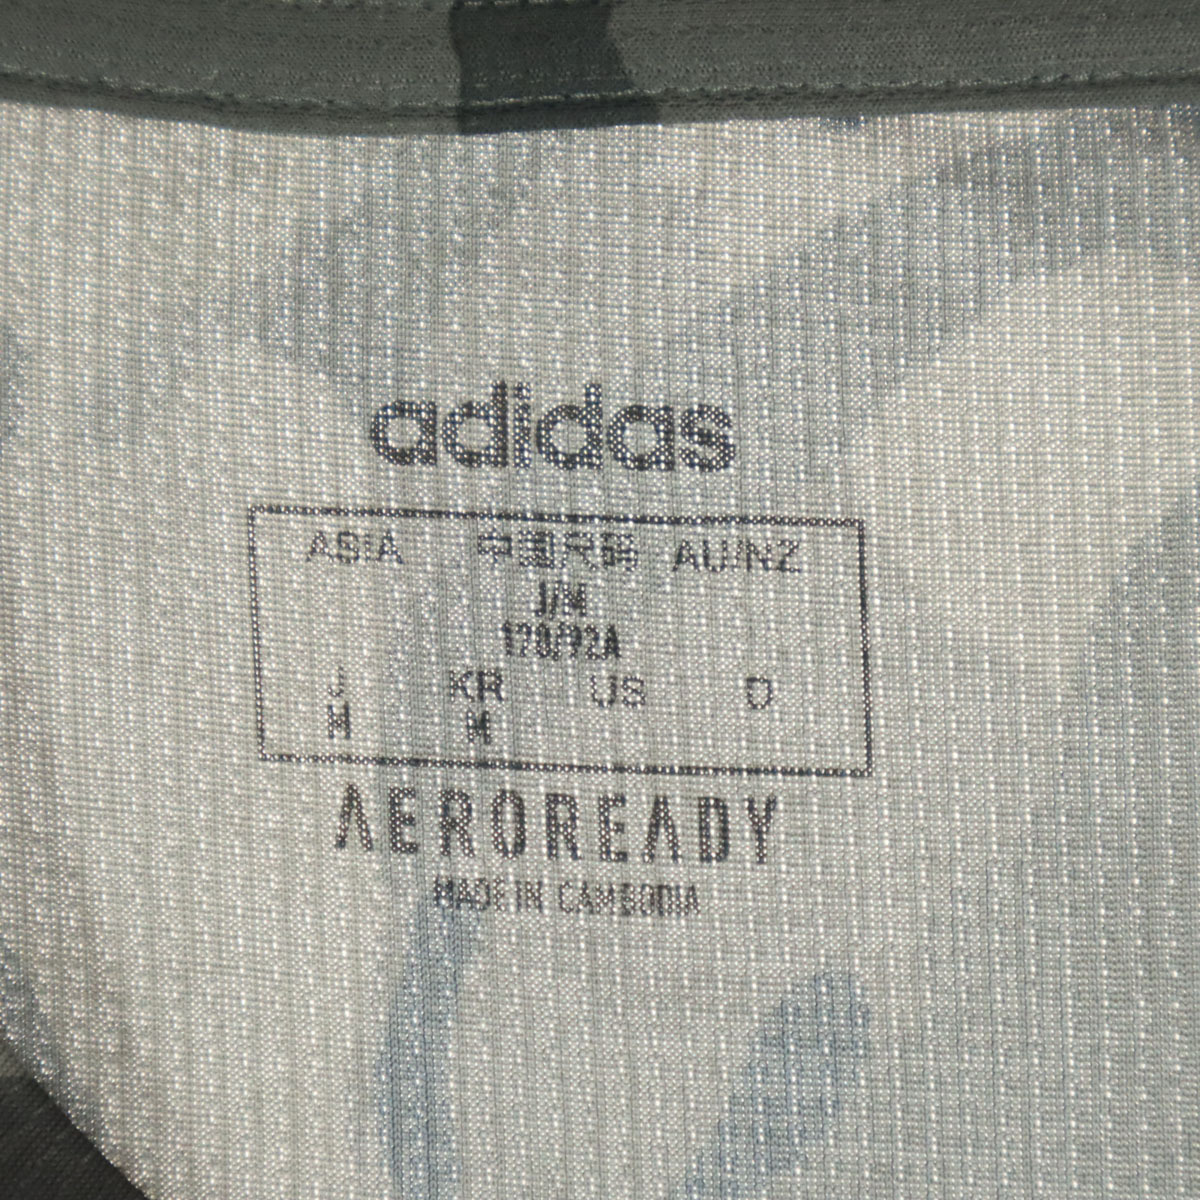 adidas
ASIA 中国尺码 AU/NZ
J/M
170/92A
J KR US D
M M
AEROREADY
MADE IN CAMBODIA